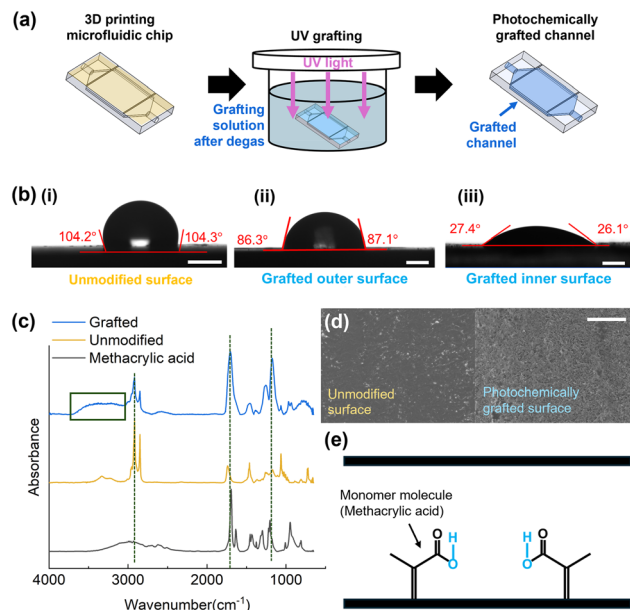 (a)
3D printing
microfluidic chip
UV grafting
Photochemically
grafted channel
UV light
Grafting
solution
after degas
Grafted
channel
(b) (i)
(ii)
(iii)
104.2°
104.3°
86.3°
87.1°
27.4°
26.1°
Unmodified surface
Grafted outer surface
Grafted inner surface
(c)
Grafted
Unmodified
Methacrylic acid
Absorbance
4000
3000
2000
1000
Wavenumber(cm⁻¹)
(d)
Unmodified
surface
Photochemically
grafted surface
(e)
Monomer molecule
(Methacrylic acid)
O H
O
H O
O